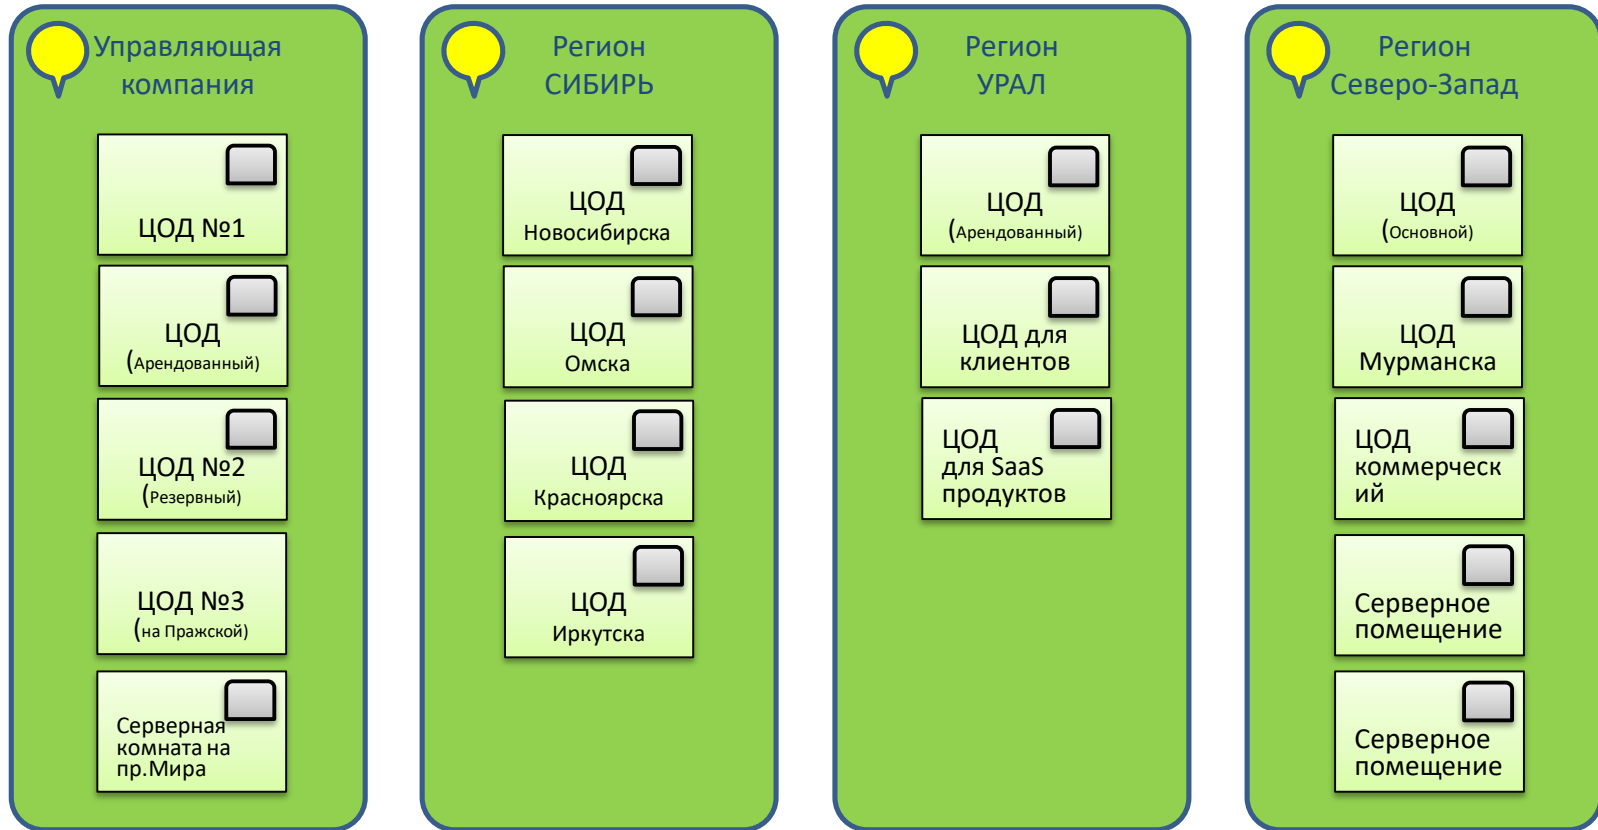 Управляющая
компания
ЦОД №1
ЦОД
(Арендованный)
ЦОД №2
(Резервный)
ЦОД №3
(на Пражской)
Серверная
комната на
пр.Мира
Регион
СИБИРЬ
ЦОД
Новосибирска
ЦОД
Омска
ЦОД
Красноярска
ЦОД
Иркутска
Регион
УРАЛ
ЦОД
(Арендованный)
ЦОД для
клиентов
ЦОД
для SaaS
продуктов
Регион
Северо-Запад
ЦОД
(Основной)
ЦОД
Мурманска
ЦОД
коммерческ
ий
Серверное
помещение
Серверное
помещение